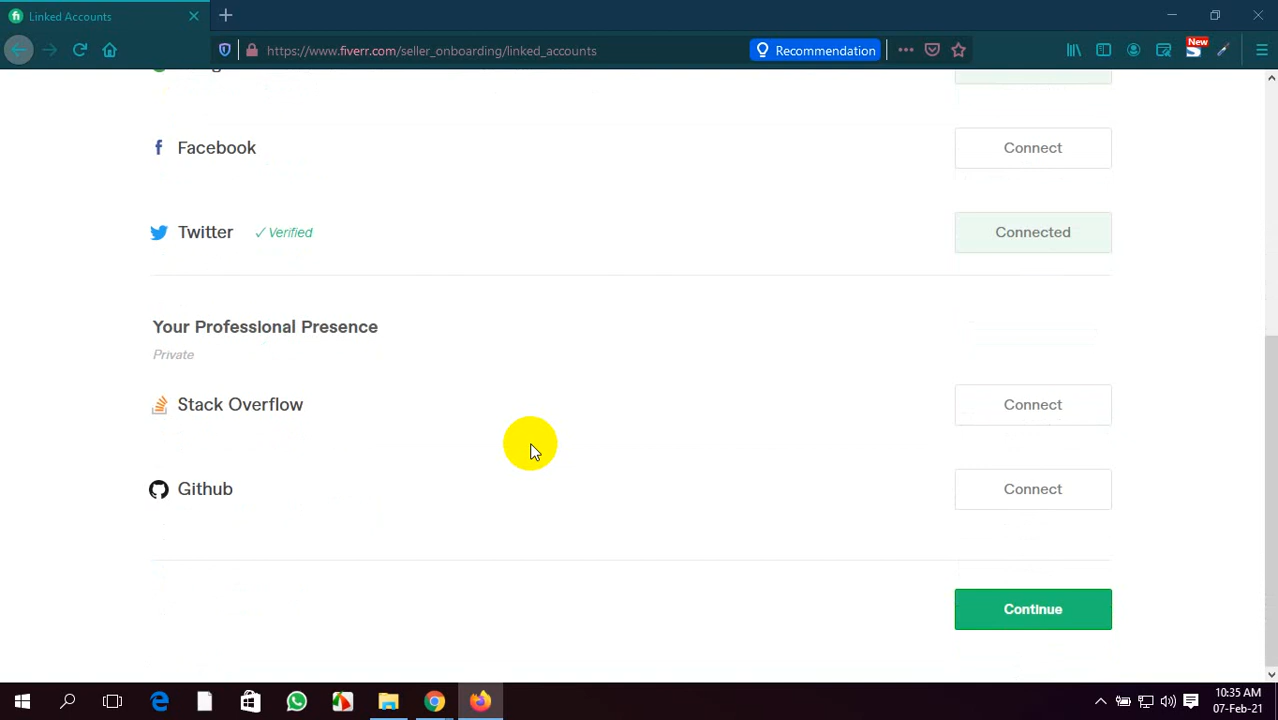 Linked Accounts
https://www.fiverr.com/seller_onboarding/linked_accounts
Recommendation
New
Facebook
Connect
Twitter ✓ Verified
Connected
Your Professional Presence
Private
Stack Overflow
Connect
Github
Connect
Continue
10:35 AM
07-Feb-21